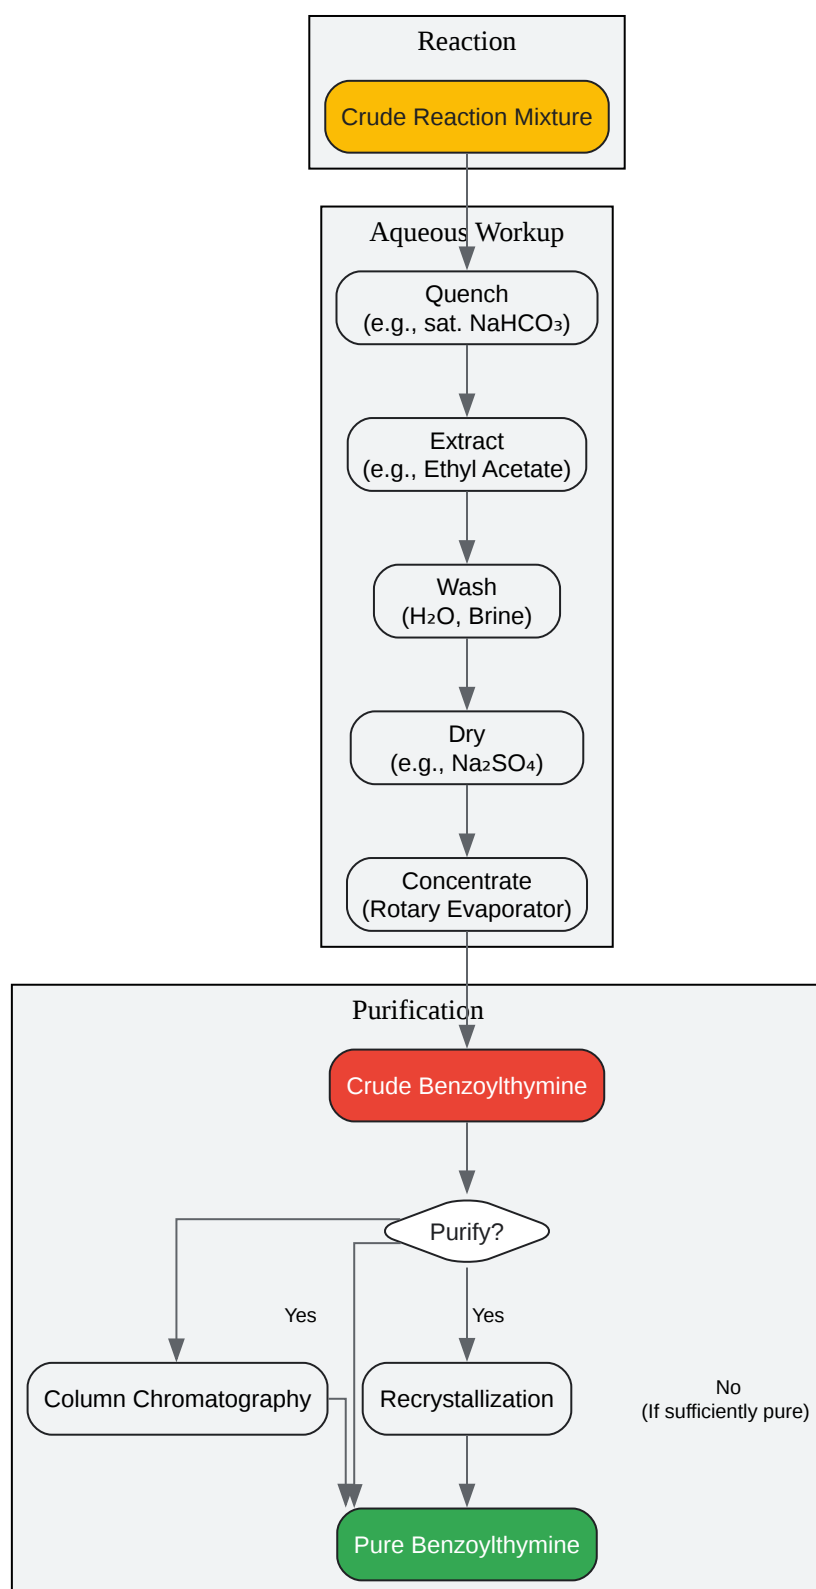 Reaction
Crude Reaction Mixture
Aqueous Workup
Quench
(e.g., sat. NaHCO₃)
Extract
(e.g., Ethyl Acetate)
Wash
(H₂O, Brine)
Dry
(e.g., Na₂SO₄)
Concentrate
(Rotary Evaporator)
Purification
Crude Benzoylthymine
Purify?
Yes
Yes
Column Chromatography
Recrystallization
No
(If sufficiently pure)
Pure Benzoylthymine